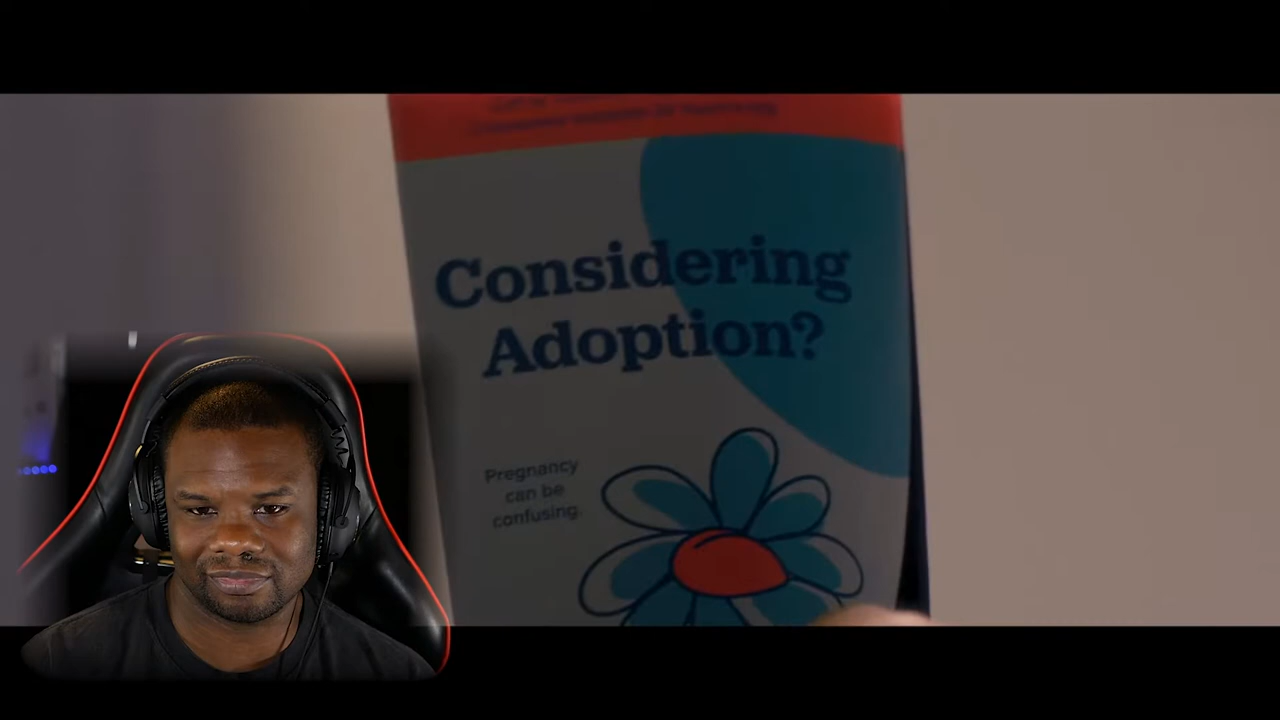 Considering
Adoption?
Pregnancy
can be
confusing.